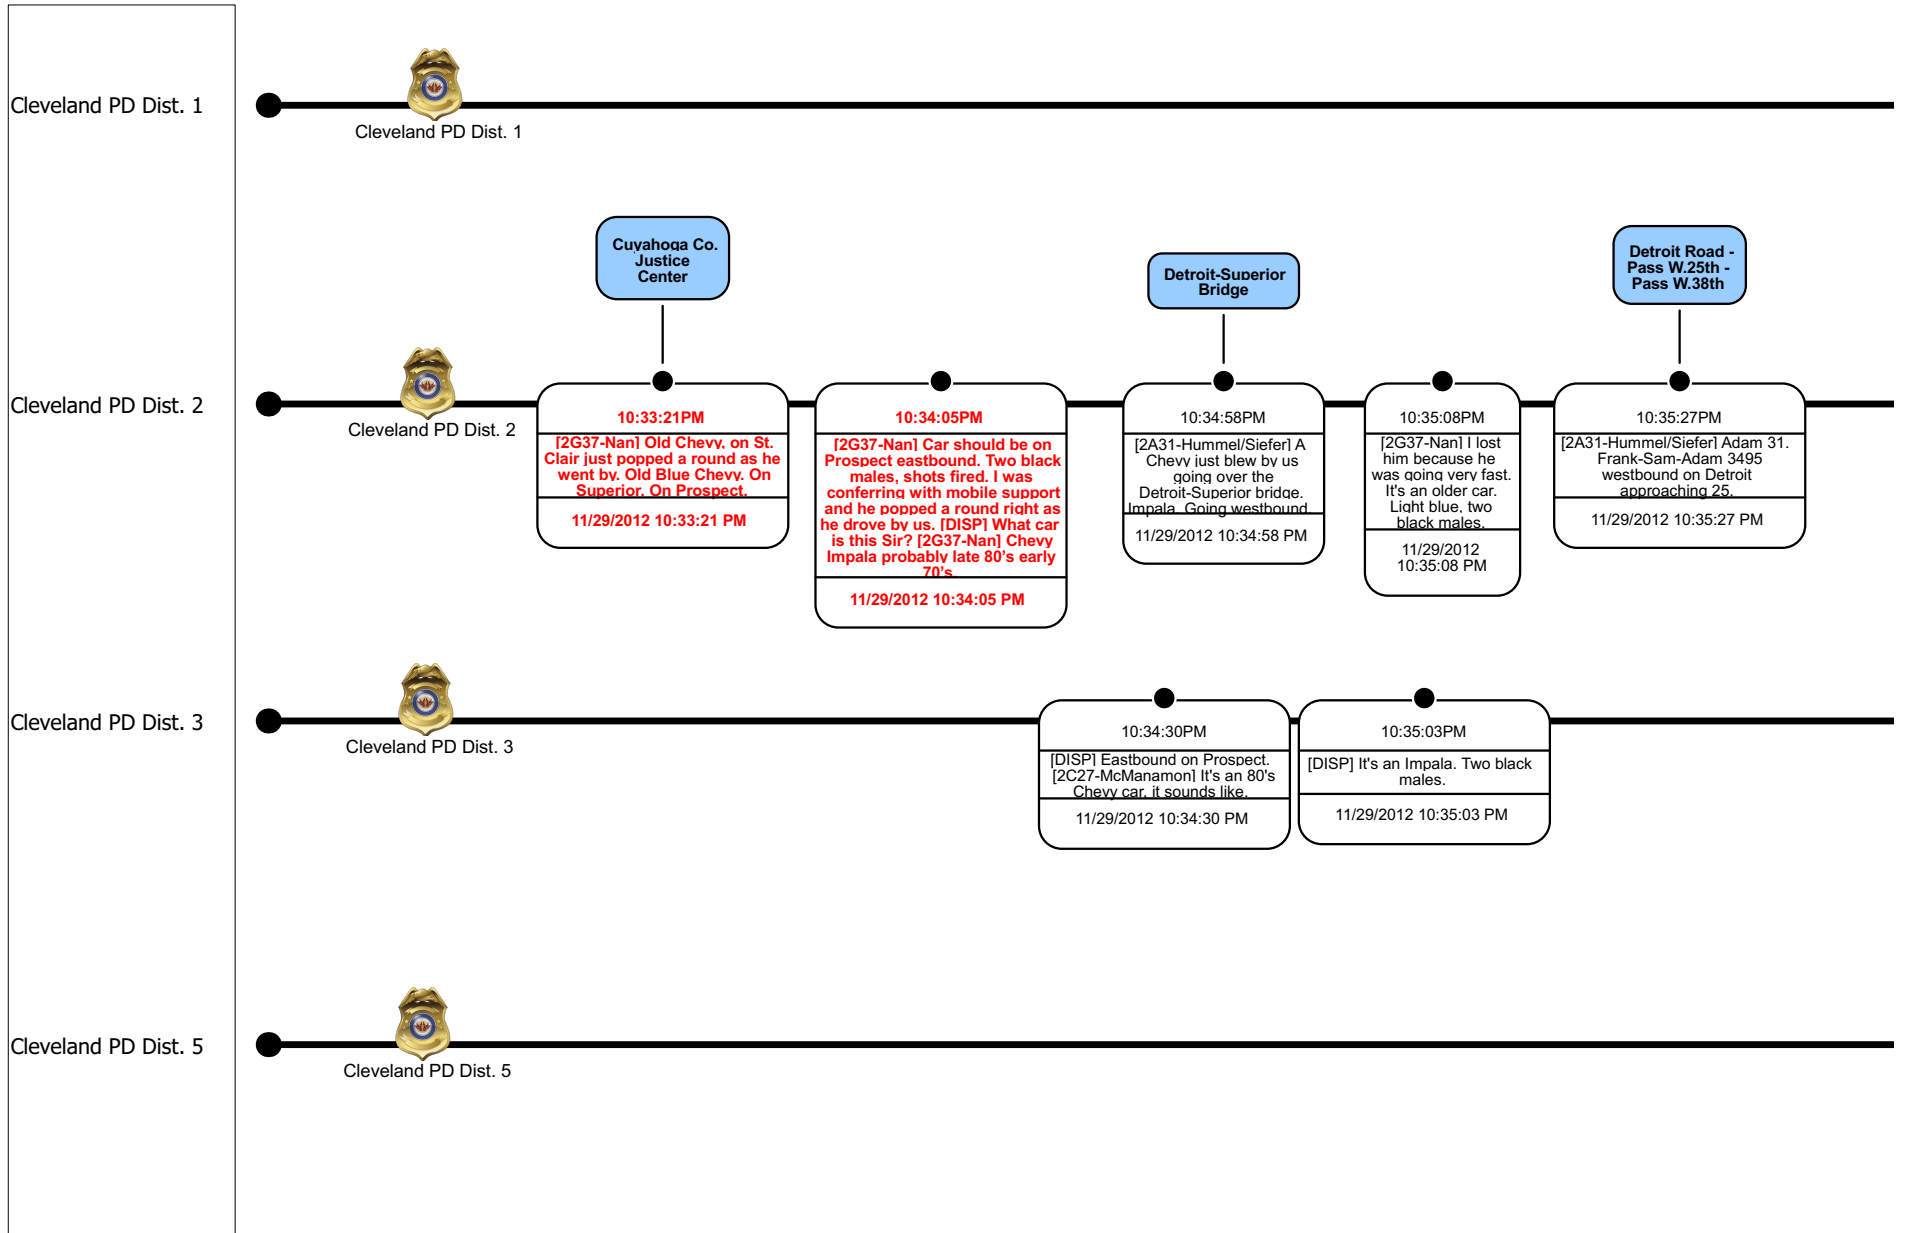 Cleveland PD Dist. 1
Cleveland PD Dist. 1
Cuyahoga Co.
Justice
Center
Detroit-Superior
Bridge
Detroit Road -
Pass W.25th -
Pass W.38th
Cleveland PD Dist. 2
Cleveland PD Dist. 2
10:33:21PM
[2G37-Nan] Old Chevy, on St.
Clair just popped a round as he
went by. Old Blue Chevy. On
Superior. On Prospect.
11/29/2012 10:33:21 PM
10:34:05PM
[2G37-Nan] Car should be on
Prospect eastbound. Two black
males, shots fired. I was
conferring with mobile support
and he popped a round right as
he drove by us. [DISP] What car
is this Sir? [2G37-Nan] Chevy
Impala probably late 80's early
70's.
11/29/2012 10:34:05 PM
10:34:58PM
[2A31-Hummel/Siefer] A
Chevy just blew by us
going over the
Detroit-Superior bridge.
Impala. Going westbound
11/29/2012 10:34:58 PM
10:35:08PM
[2G37-Nan] I lost
him because he
was going very fast.
It's an older car.
Light blue, two
black males.
11/29/2012
10:35:08 PM
10:35:27PM
[2A31-Hummel/Siefer] Adam 31.
Frank-Sam-Adam 3495
westbound on Detroit
approaching 25.
11/29/2012 10:35:27 PM
Cleveland PD Dist. 3
Cleveland PD Dist. 3
10:34:30PM
[DISP] Eastbound on Prospect.
[2C27-McManamon] It's an 80's
Chevy car, it sounds like.
11/29/2012 10:34:30 PM
10:35:03PM
[DISP] It's an Impala. Two black
males.
11/29/2012 10:35:03 PM
Cleveland PD Dist. 5
Cleveland PD Dist. 5